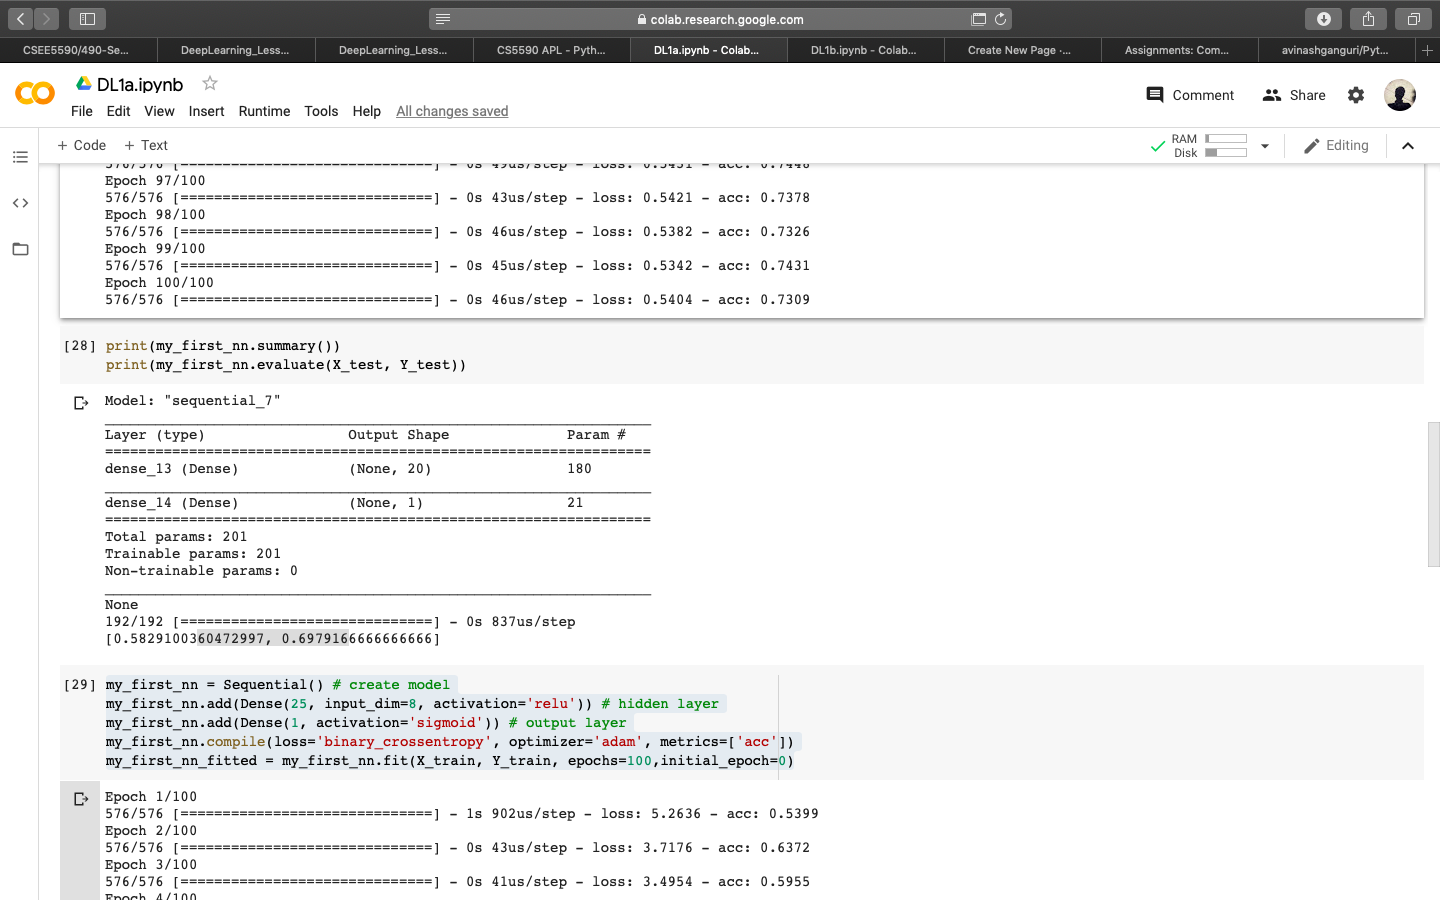 colab.research.google.com
CSEE5590/490-Se...
DeepLearning_Less...
DeepLearning_Less...
CS5590 APL - Pyth...
DL1a.ipynb - Colab...
DL1b.ipynb - Colab...
Create New Page ·...
Assignments: Com...
avinashganguri/Pyt...
DL1a.ipynb
File Edit View Insert Runtime Tools Help All changes saved
Comment Share
+ Code + Text
RAM
Disk
Editing
576/576 [==============================] - 0s 49us/step - loss: 0.5431 - acc: 0.7448
Epoch 97/100
576/576 [==============================] - 0s 43us/step - loss: 0.5421 - acc: 0.7378
Epoch 98/100
576/576 [==============================] - 0s 46us/step - loss: 0.5382 - acc: 0.7326
Epoch 99/100
576/576 [==============================] - 0s 45us/step - loss: 0.5342 - acc: 0.7431
Epoch 100/100
576/576 [==============================] - 0s 46us/step - loss: 0.5404 - acc: 0.7309
[28] print(my_first_nn.summary())
print(my_first_nn.evaluate(X_test, Y_test))
Model: "sequential_7"
_________________________________________________________________
Layer (type) Output Shape Param #
=================================================================
dense_13 (Dense) (None, 20) 180
_________________________________________________________________
dense_14 (Dense) (None, 1) 21
=================================================================
Total params: 201
Trainable params: 201
Non-trainable params: 0
_________________________________________________________________
None
192/192 [==============================] - 0s 837us/step
[0.5829100360472997, 0.6979166666666666]
[29] my_first_nn = Sequential() # create model
my_first_nn.add(Dense(25, input_dim=8, activation='relu')) # hidden layer
my_first_nn.add(Dense(1, activation='sigmoid')) # output layer
my_first_nn.compile(loss='binary_crossentropy', optimizer='adam', metrics=['acc'])
my_first_nn_fitted = my_first_nn.fit(X_train, Y_train, epochs=100,initial_epoch=0)
Epoch 1/100
576/576 [==============================] - 1s 902us/step - loss: 5.2636 - acc: 0.5399
Epoch 2/100
576/576 [==============================] - 0s 43us/step - loss: 3.7176 - acc: 0.6372
Epoch 3/100
576/576 [==============================] - 0s 41us/step - loss: 3.4954 - acc: 0.5955
Epoch 4/100